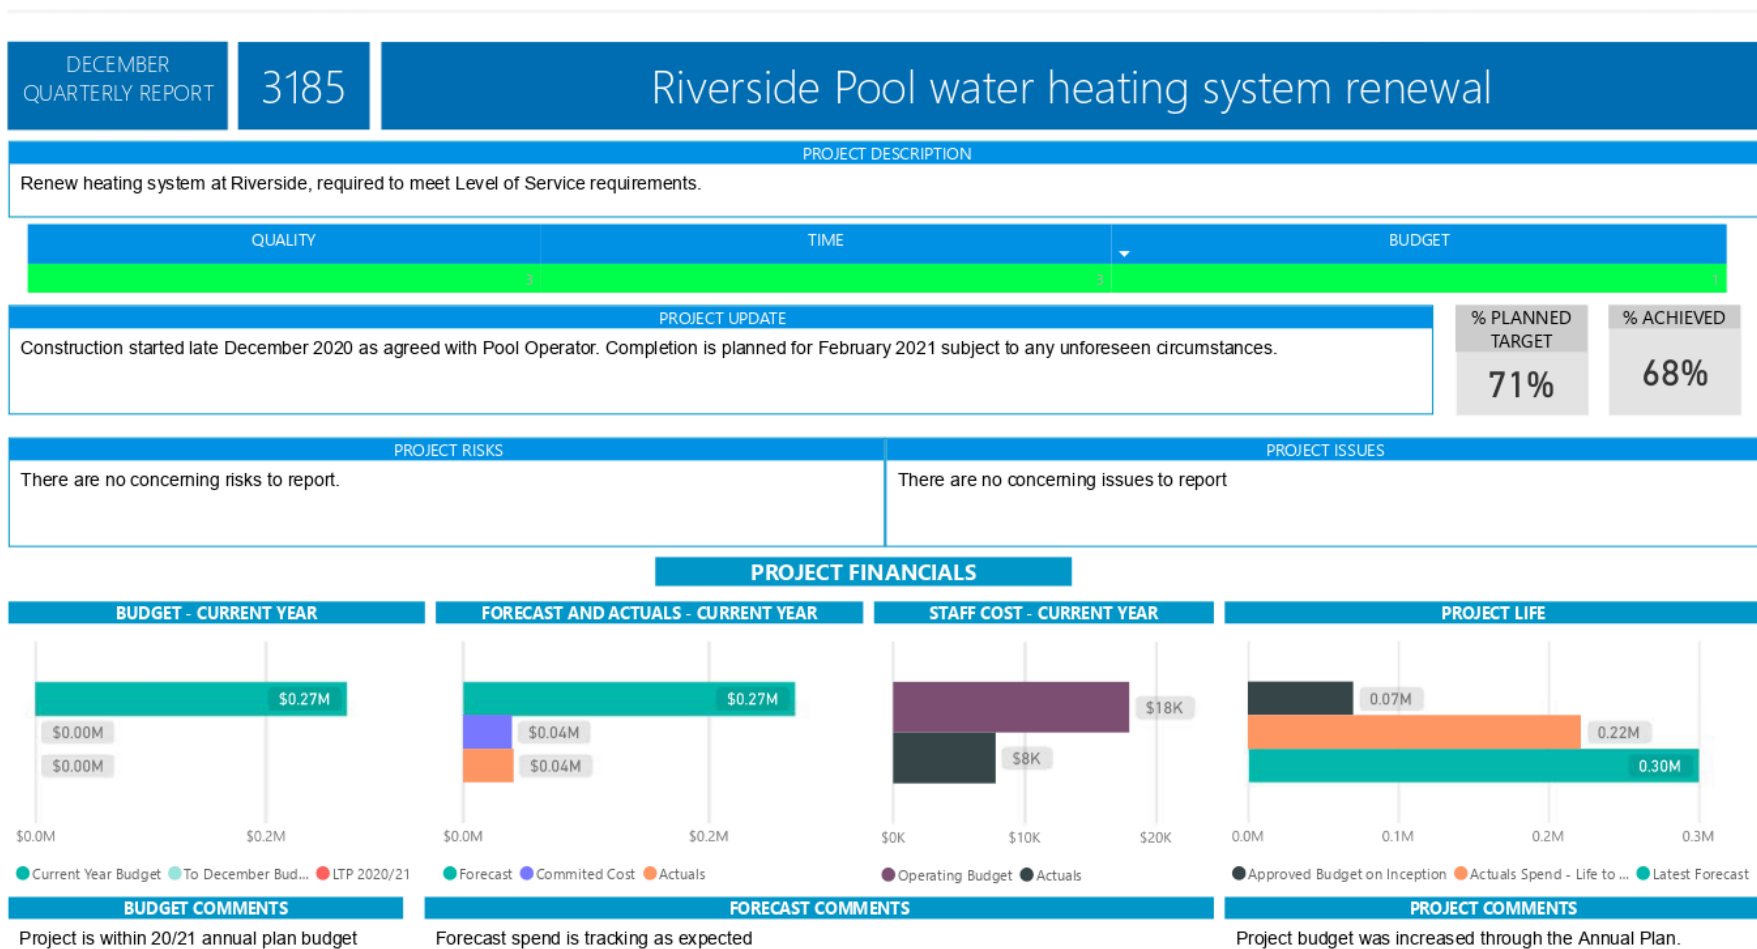 DECEMBER
QUARTERLY REPORT
3185
Riverside Pool water heating system renewal
PROJECT DESCRIPTION
Renew heating system at Riverside, required to meet Level of Service requirements.
QUALITY TIME BUDGET
3 3 1
PROJECT UPDATE
Construction started late December 2020 as agreed with Pool Operator. Completion is planned for February 2021 subject to any unforeseen circumstances.
% PLANNED
TARGET
71%
% ACHIEVED
68%
PROJECT RISKS
There are no concerning risks to report.
PROJECT ISSUES
There are no concerning issues to report
PROJECT FINANCIALS
BUDGET - CURRENT YEAR
$0.27M
$0.00M
$0.00M
$0.0M $0.2M
Current Year Budget To December Bud... LTP 2020/21
FORECAST AND ACTUALS - CURRENT YEAR
$0.27M
$0.04M
$0.04M
$0.0M $0.2M
Forecast Commited Cost Actuals
STAFF COST - CURRENT YEAR
$18K
$8K
$0K $10K $20K
Operating Budget Actuals
PROJECT LIFE
0.07M
0.22M
0.30M
0.0M 0.1M 0.2M 0.3M
Approved Budget on Inception Actuals Spend - Life to ... Latest Forecast
BUDGET COMMENTS
Project is within 20/21 annual plan budget
FORECAST COMMENTS
Forecast spend is tracking as expected
PROJECT COMMENTS
Project budget was increased through the Annual Plan.